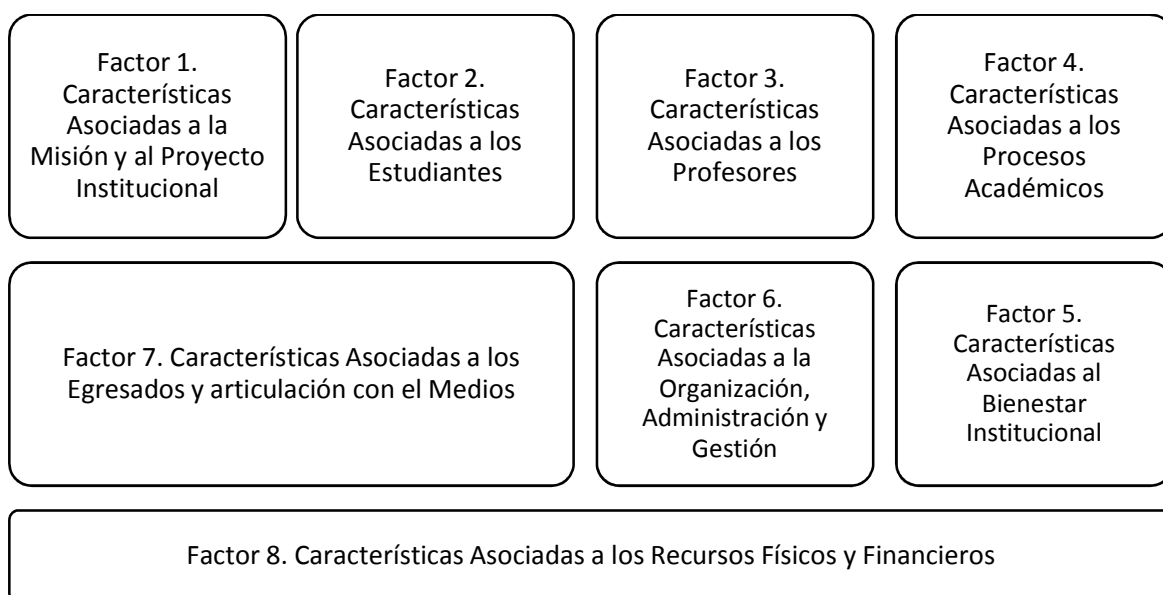 Factor 1.
Características
Asociadas a la
Misión y al Proyecto
Institucional
Factor 2.
Características
Asociadas a los
Estudiantes
Factor 3.
Características
Asociadas a los
Profesores
Factor 4.
Características
Asociadas a los
Procesos
Académicos
Factor 7. Características Asociadas a los
Egresados y articulación con el Medios
Factor 6.
Características
Asociadas a la
Organización,
Administración y
Gestión
Factor 5.
Características
Asociadas al
Bienestar
Institucional
Factor 8. Características Asociadas a los Recursos Físicos y Financieros